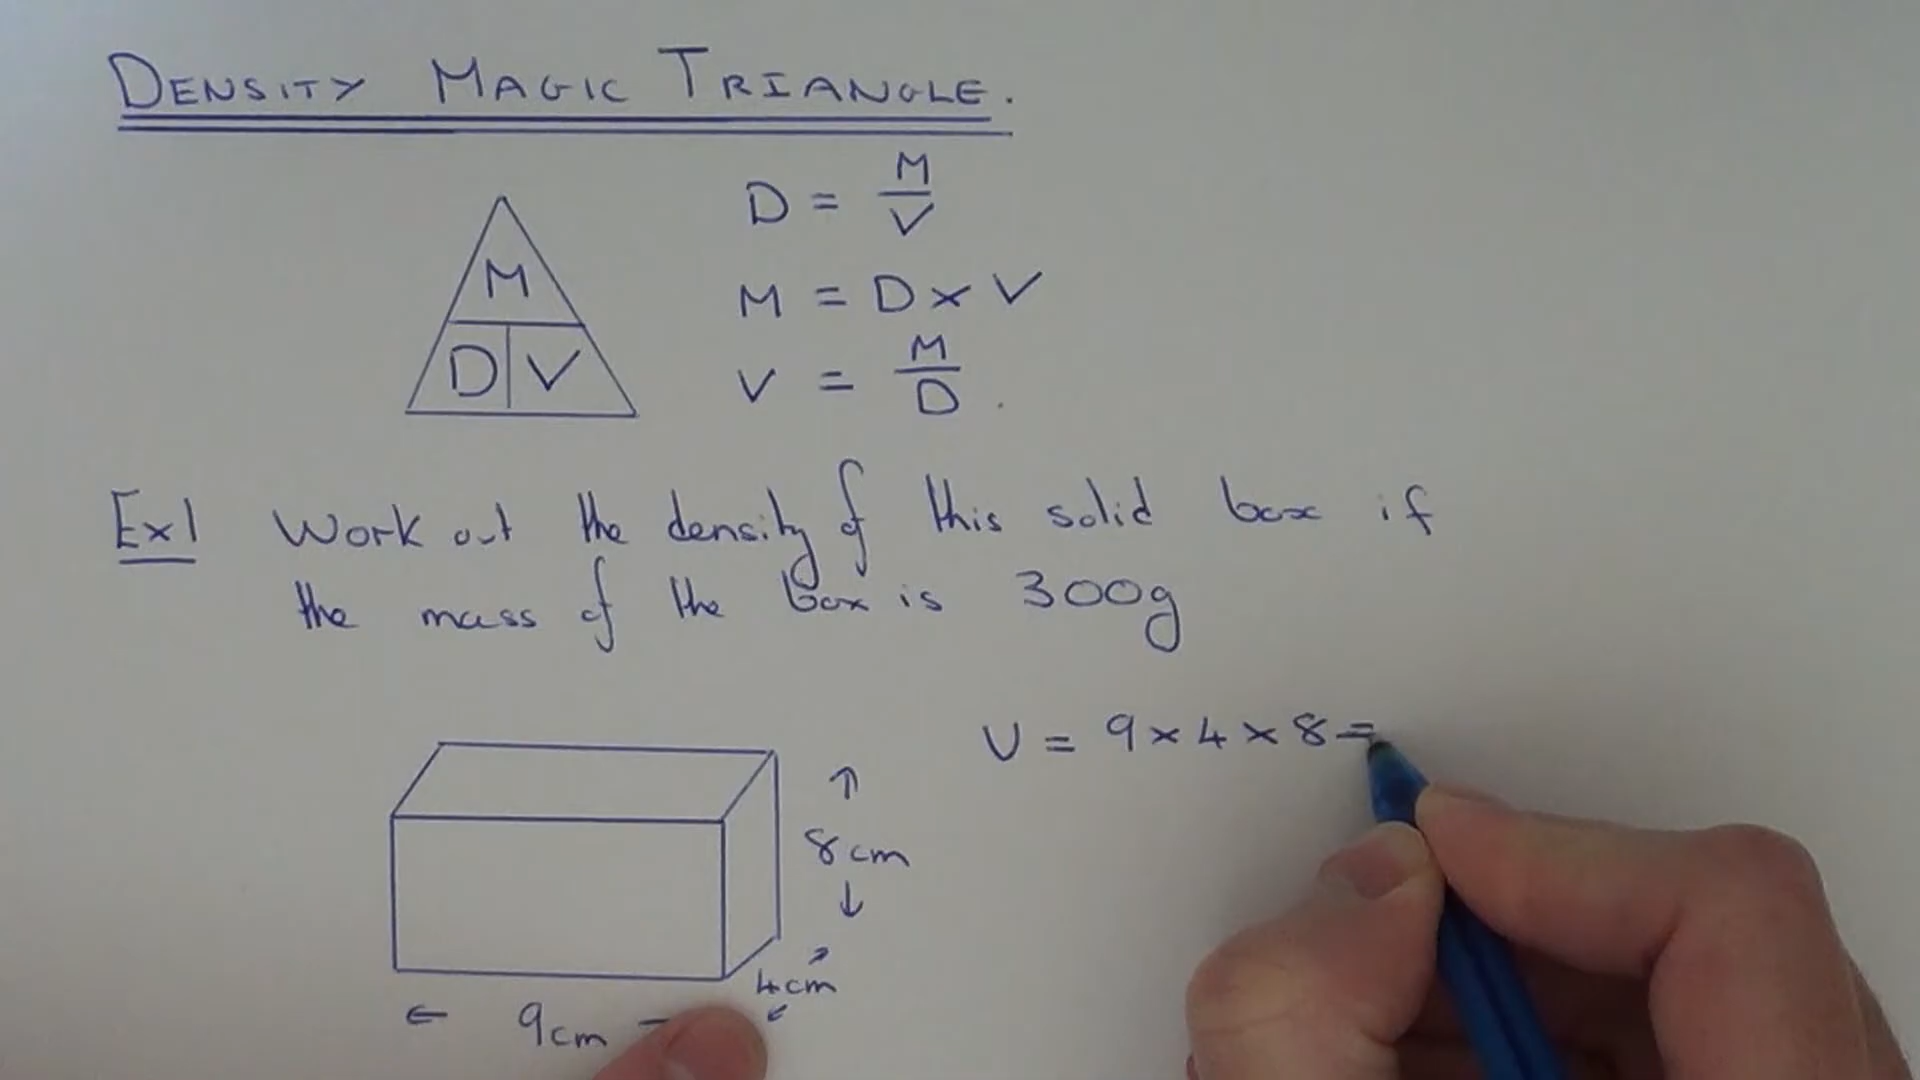 DENSITY MAGIC TRIANGLE.
M
D V
D = M/V
M = D × V
V = M/D .
Ex1 Work out the density of this solid box if
the mass of the box is 300g
V = 9 × 4 × 8 =
8cm
4cm
9cm